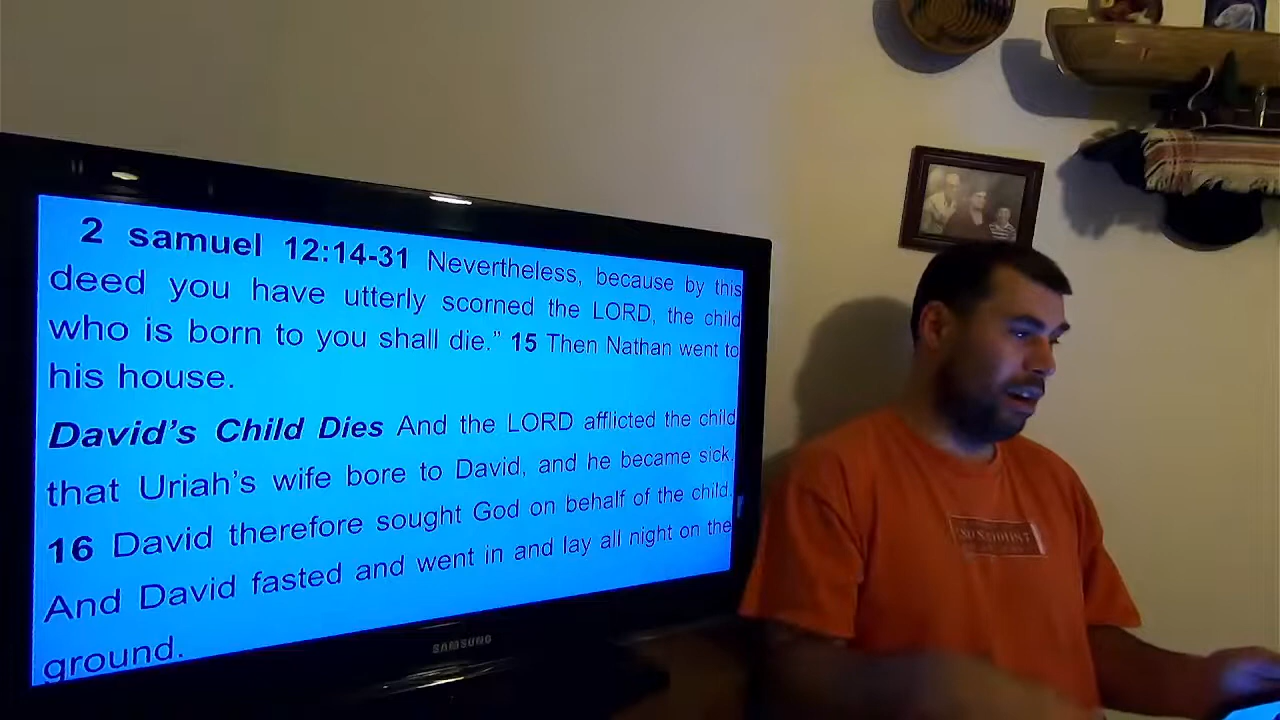 2 samuel 12:14-31 Nevertheless, because by this
deed you have utterly scorned the LORD, the child
who is born to you shall die.” 15 Then Nathan went to
his house.
David’s Child Dies And the LORD afflicted the child
that Uriah’s wife bore to David, and he became sick.
16 David therefore sought God on behalf of the child.
And David fasted and went in and lay all night on the
ground.
SAMSUNG